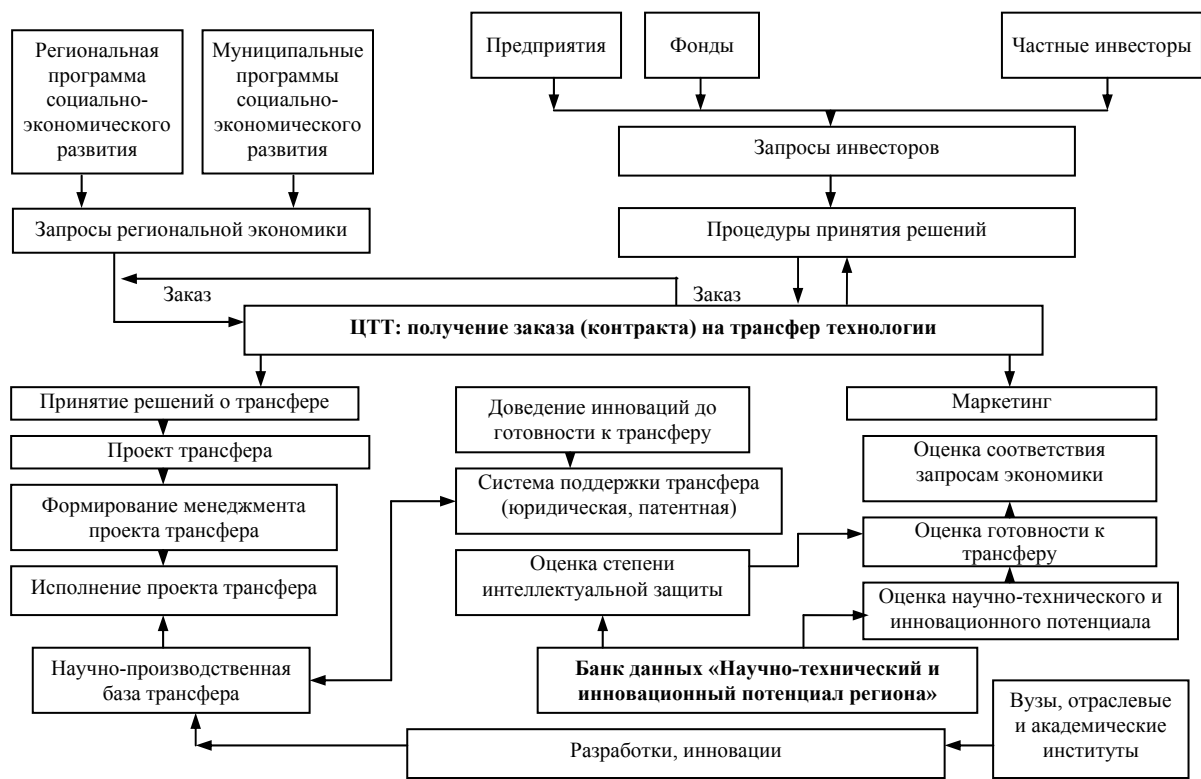 Региональная
программа
социально-
экономического
развития
Муниципальные
программы
социально-
экономического
развития
Предприятия
Фонды
Частные инвесторы
Запросы инвесторов
Запросы региональной экономики
Процедуры принятия решений
Заказ
Заказ
ЦТТ: получение заказа (контракта) на трансфер технологии
Принятие решений о трансфере
Проект трансфера
Формирование менеджмента
проекта трансфера
Исполнение проекта трансфера
Научно-производственная
база трансфера
Доведение инноваций до
готовности к трансферу
Система поддержки трансфера
(юридическая, патентная)
Оценка степени
интеллектуальной защиты
Маркетинг
Оценка соответствия
запросам экономики
Оценка готовности к
трансферу
Оценка научно-технического и
инновационного потенциала
Банк данных «Научно-технический и
инновационный потенциал региона»
Вузы, отраслевые
и академические
институты
Разработки, инновации